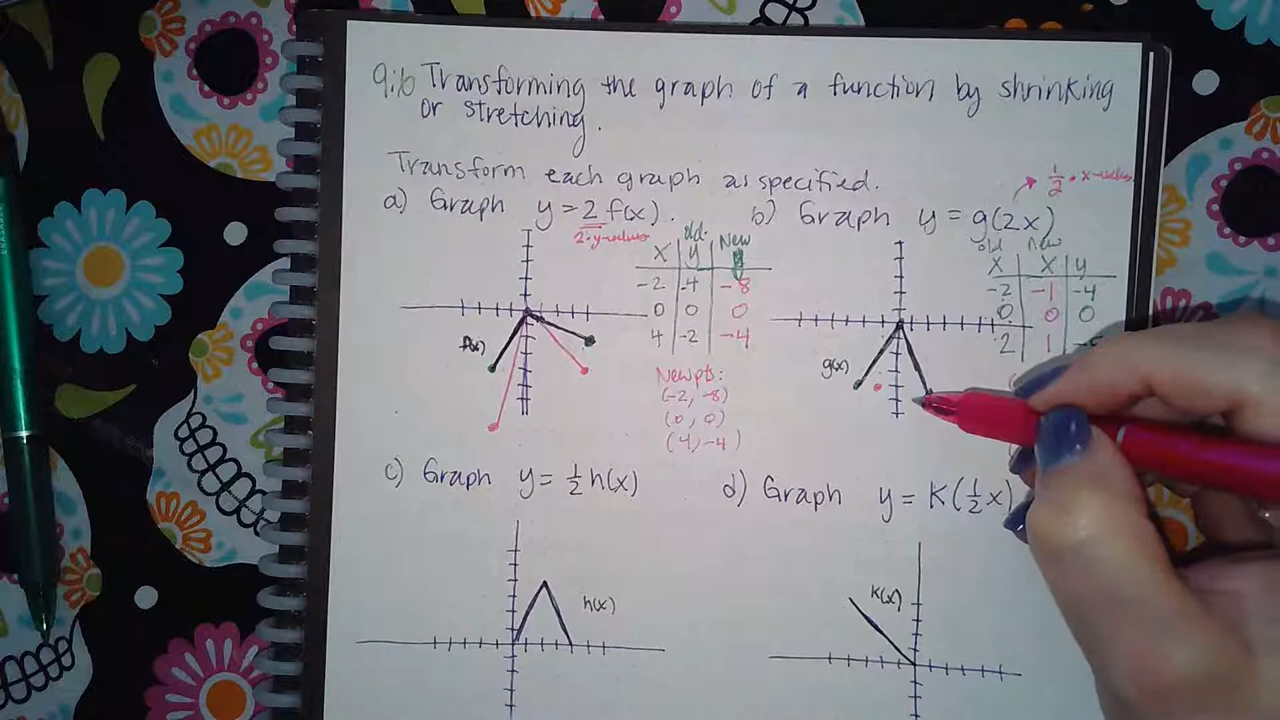 9.6 Transforming the graph of a function by shrinking
or stretching.
Transform each graph as specified.
a) Graph y = 2 f(x).
2·y-values
f(x)
old New
x y y
-2 -4 -8
0 0 0
4 -2 -4
New pts:
(-2, -8)
(0, 0)
(4, -4)
b) Graph y = g(2x)
1/2 · x-values
g(x)
old new
x x y
-2 -1 -4
0 0 0
2 1
c) Graph y = 1/2 h(x)
h(x)
d) Graph y = K(1/2 x)
K(x)